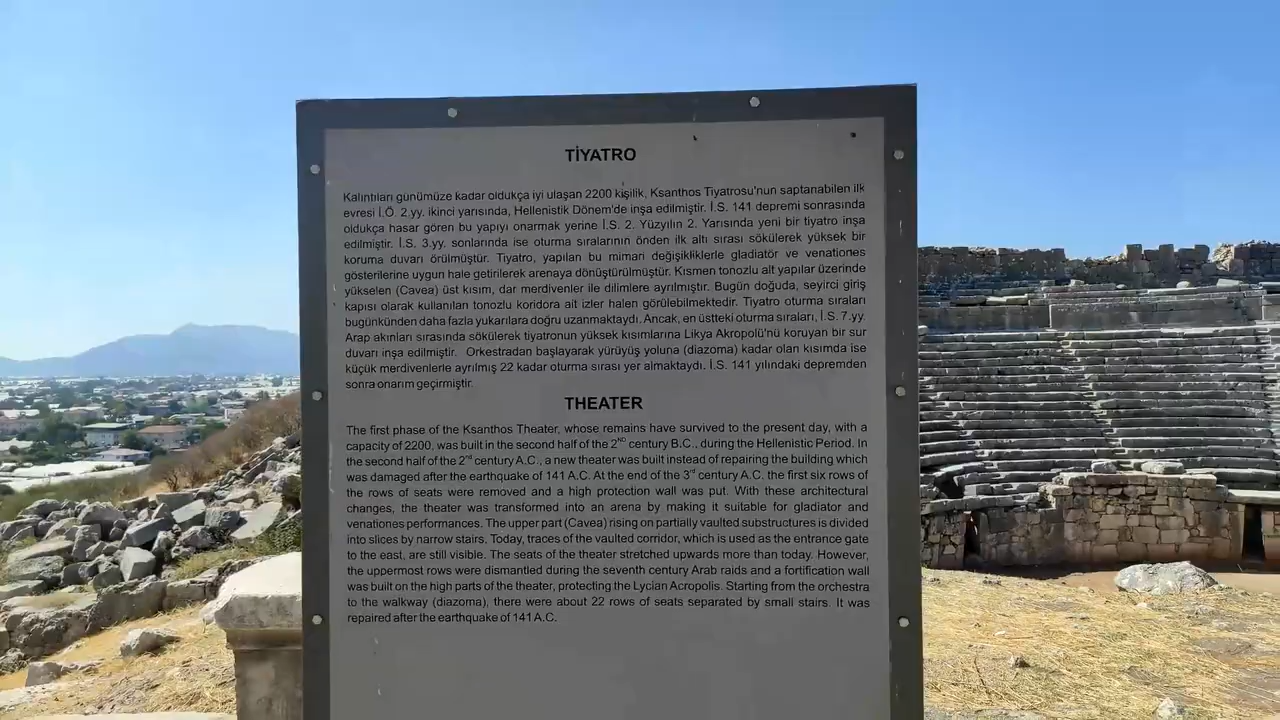 TİYATRO
Kalıntıları günümüze kadar oldukça iyi ulaşan 2200 kişilik, Ksanthos Tiyatrosu'nun saptanabilen ilk
evresi İ.Ö. 2.yy. ikinci yarısında, Hellenistik Dönem'de inşa edilmiştir. İ.S. 141 depremi sonrasında
oldukça hasar gören bu yapıyı onarmak yerine İ.S. 2. Yüzyılın 2. Yarısında yeni bir tiyatro inşa
edilmiştir. İ.S. 3.yy. sonlarında ise oturma sıralarının önden ilk altı sırası sökülerek yüksek bir
koruma duvarı örülmüştür. Tiyatro, yapılan bu mimari değişikliklerle gladiatör ve venationes
gösterilerine uygun hale getirilerek arenaya dönüştürülmüştür. Kısmen tonozlu alt yapılar üzerinde
yükselen (Cavea) üst kısım, dar merdivenler ile dilimlere ayrılmıştır. Bugün doğuda, seyirci giriş
kapısı olarak kullanılan tonozlu koridora ait izler halen görülebilmektedir. Tiyatro oturma sıraları
bugünkünden daha fazla yukarılara doğru uzanmaktaydı. Ancak, en üstteki oturma sıraları, İ.S. 7.yy.
Arap akınları sırasında sökülerek tiyatronun yüksek kısımlarına Likya Akropolü'nü koruyan bir sur
duvarı inşa edilmiştir. Orkestradan başlayarak yürüyüş yoluna (diazoma) kadar olan kısımda ise
küçük merdivenlerle ayrılmış 22 kadar oturma sırası yer almaktaydı. İ.S. 141 yılındaki depremden
sonra onarım geçirmiştir.
THEATER
The first phase of the Ksanthos Theater, whose remains have survived to the present day, with a
capacity of 2200, was built in the second half of the 2ND century B.C., during the Hellenistic Period. In
the second half of the 2nd century A.C., a new theater was built instead of repairing the building which
was damaged after the earthquake of 141 A.C. At the end of the 3rd century A.C. the first six rows of
the rows of seats were removed and a high protection wall was put. With these architectural
changes, the theater was transformed into an arena by making it suitable for gladiator and
venationes performances. The upper part (Cavea) rising on partially vaulted substructures is divided
into slices by narrow stairs. Today, traces of the vaulted corridor, which is used as the entrance gate
to the east, are still visible. The seats of the theater stretched upwards more than today. However,
the uppermost rows were dismantled during the seventh century Arab raids and a fortification wall
was built on the high parts of the theater, protecting the Lycian Acropolis. Starting from the orchestra
to the walkway (diazoma), there were about 22 rows of seats separated by small stairs. It was
repaired after the earthquake of 141 A.C.